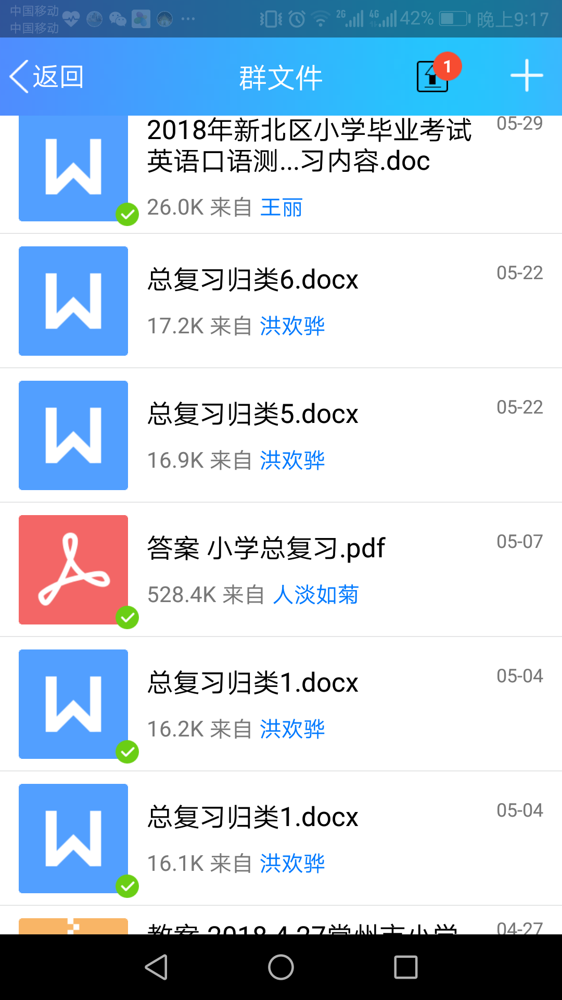 中国移动
中国移动
2G
4G
42%
晚上9:17
返回
群文件
1
2018年新北区小学毕业考试
英语口语测...习内容.doc
05-29
26.0K 来自 王丽
总复习归类6.docx
05-22
17.2K 来自 洪欢骅
总复习归类5.docx
05-22
16.9K 来自 洪欢骅
答案 小学总复习.pdf
05-07
528.4K 来自 人淡如菊
总复习归类1.docx
05-04
16.2K 来自 洪欢骅
总复习归类1.docx
05-04
16.1K 来自 洪欢骅
教案 2018.4.27常州市小学
04-27